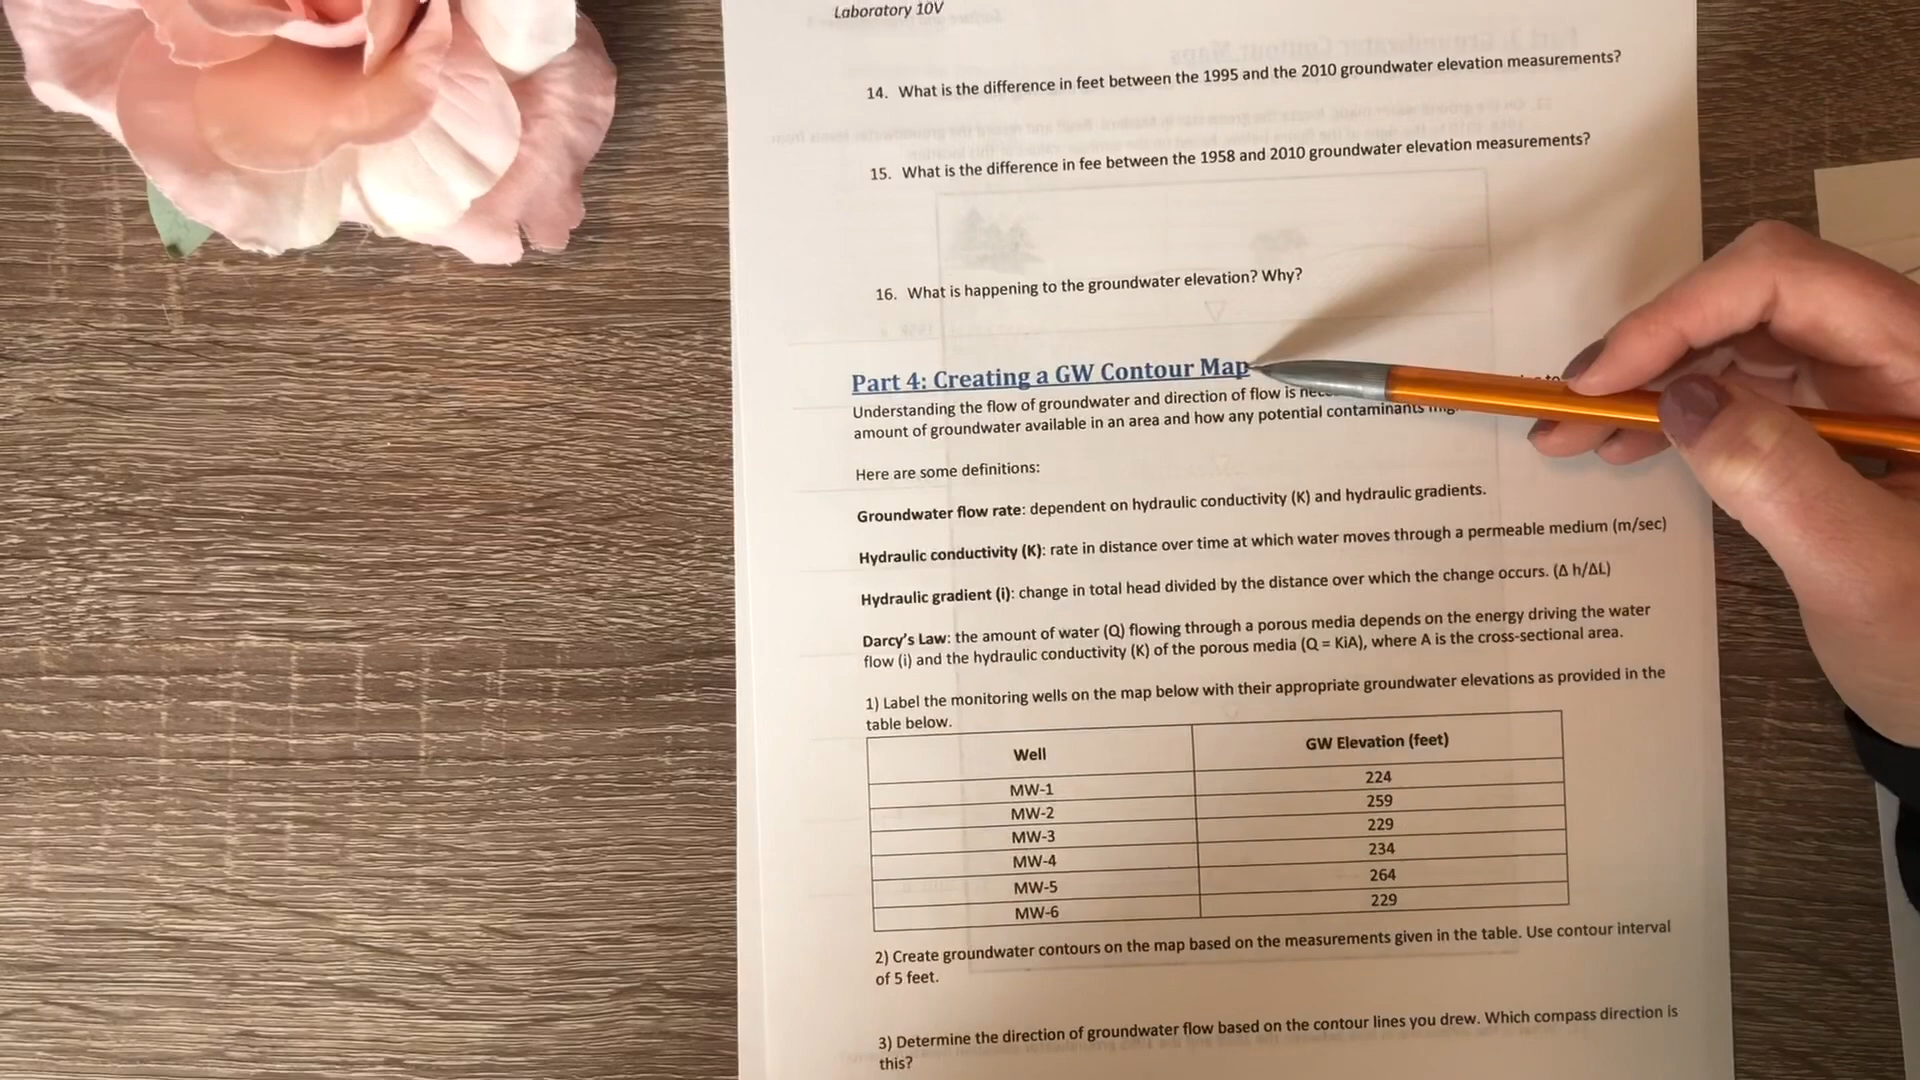 Laboratory 10V
14. What is the difference in feet between the 1995 and the 2010 groundwater elevation measurements?
15. What is the difference in fee between the 1958 and 2010 groundwater elevation measurements?
16. What is happening to the groundwater elevation? Why?
Part 4: Creating a GW Contour Map
Understanding the flow of groundwater and direction of flow is
amount of groundwater available in an area and how any potential contaminants
Here are some definitions:
Groundwater flow rate: dependent on hydraulic conductivity (K) and hydraulic gradients.
Hydraulic conductivity (K): rate in distance over time at which water moves through a permeable medium (m/sec)
Hydraulic gradient (i): change in total head divided by the distance over which the change occurs. (Δ h/ΔL)
Darcy's Law: the amount of water (Q) flowing through a porous media depends on the energy driving the water
flow (i) and the hydraulic conductivity (K) of the porous media (Q = KiA), where A is the cross-sectional area.
1) Label the monitoring wells on the map below with their appropriate groundwater elevations as provided in the
table below.
Well GW Elevation (feet)
MW-1 224
MW-2 259
MW-3 229
MW-4 234
MW-5 264
MW-6 229
2) Create groundwater contours on the map based on the measurements given in the table. Use contour interval
of 5 feet.
3) Determine the direction of groundwater flow based on the contour lines you drew. Which compass direction is
this?